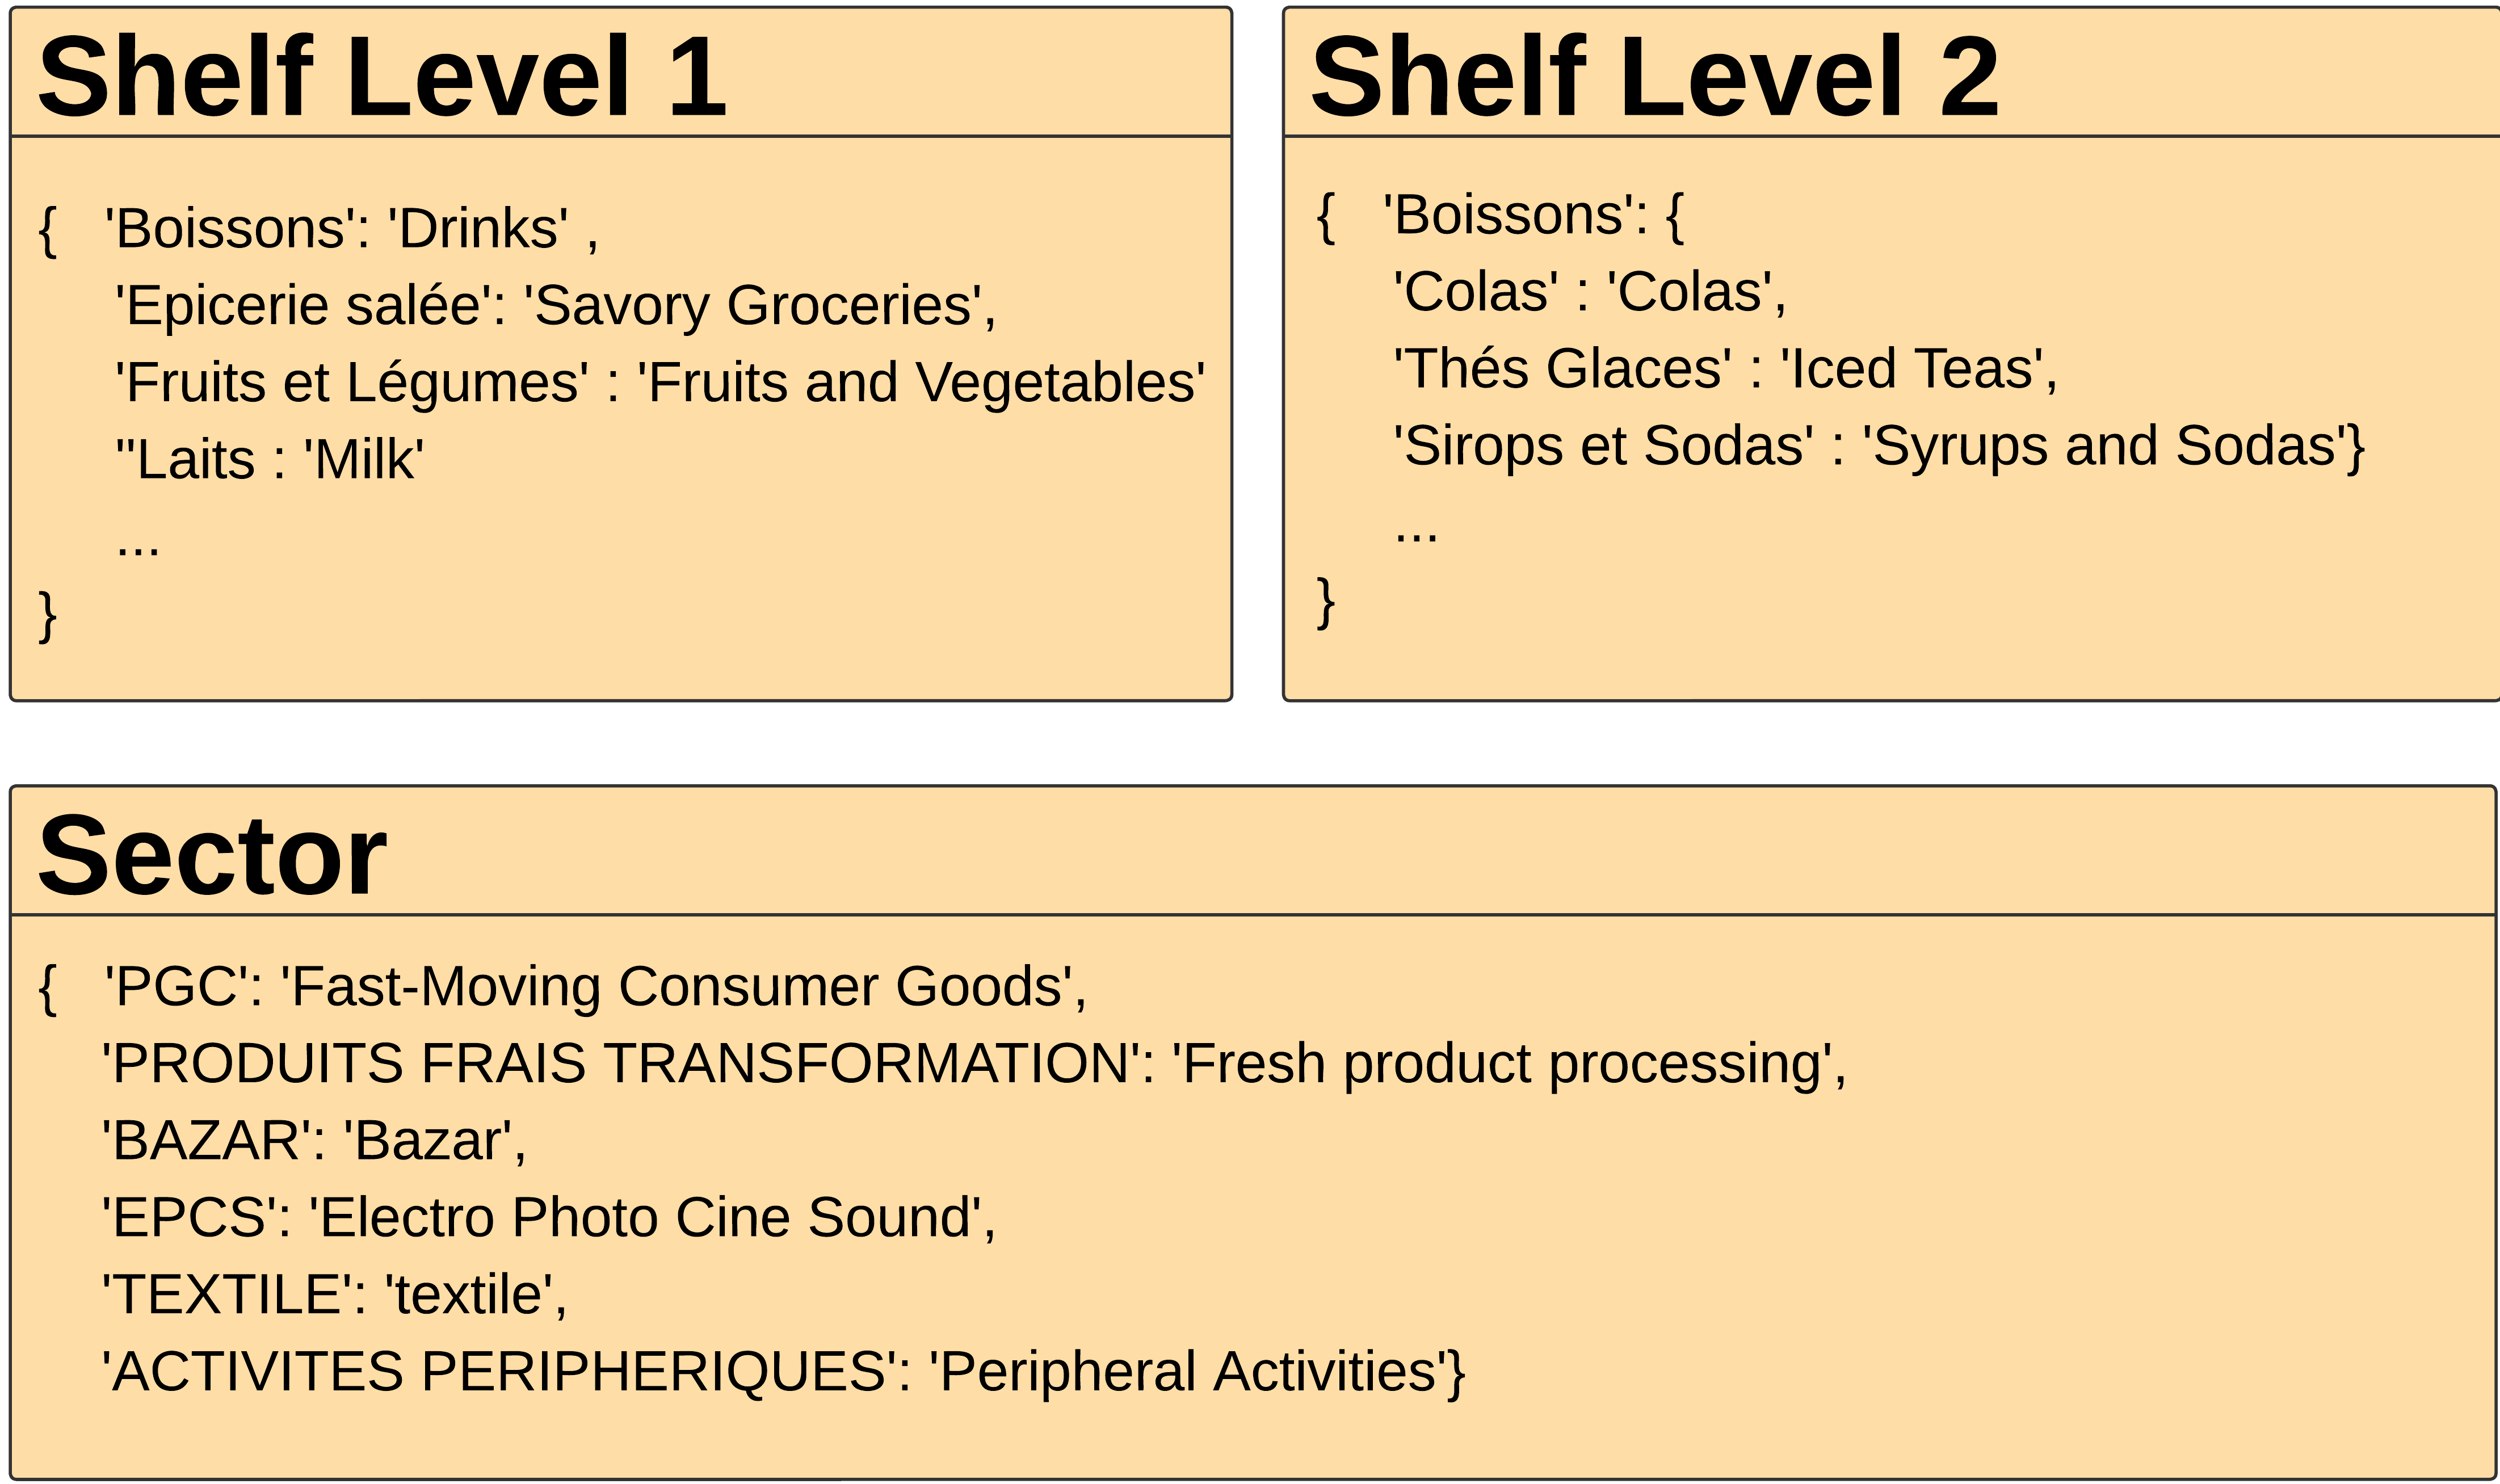 Shelf Level 1
{ 'Boissons': 'Drinks' ,
'Epicerie salée': 'Savory Groceries',
'Fruits et Légumes' : 'Fruits and Vegetables'
''Laits : 'Milk'
...
}
Shelf Level 2
{ 'Boissons': {
'Colas' : 'Colas',
'Thés Glaces' : 'Iced Teas',
'Sirops et Sodas' : 'Syrups and Sodas'}
...
}
Sector
{ 'PGC': 'Fast-Moving Consumer Goods',
'PRODUITS FRAIS TRANSFORMATION': 'Fresh product processing',
'BAZAR': 'Bazar',
'EPCS': 'Electro Photo Cine Sound',
'TEXTILE': 'textile',
'ACTIVITES PERIPHERIQUES': 'Peripheral Activities'}